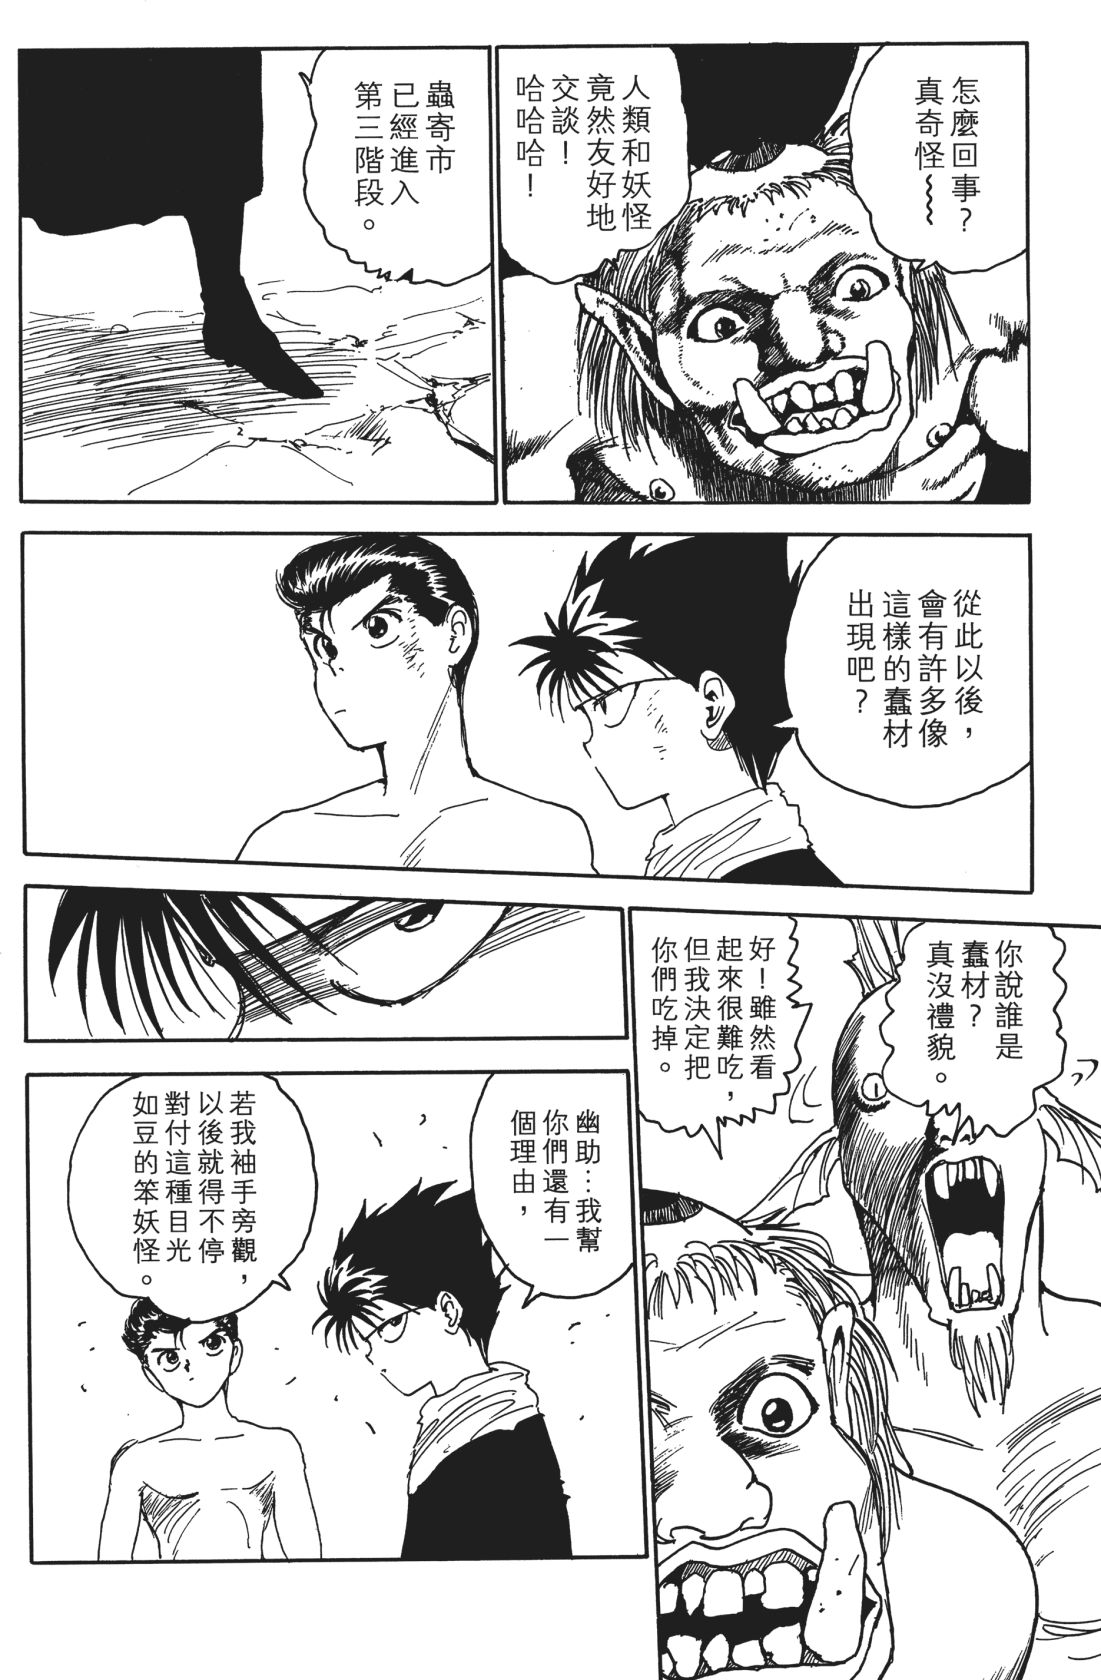 怎麼回事？
真奇怪～～
人類和妖怪
竟然友好地
交談！
哈哈哈！
蟲寄市
已經進入
第三階段。
從此以後，
會有許多像
這樣的蠢材
出現吧？
你說誰是
蠢材？
真沒禮貌。
好！雖然看
起來很難吃，
但我決定把
你們吃掉。
幽助…我幫
你們還有一
個理由，
若我袖手旁觀，
以後就得不停
對付這種目光
如豆的笨妖怪。